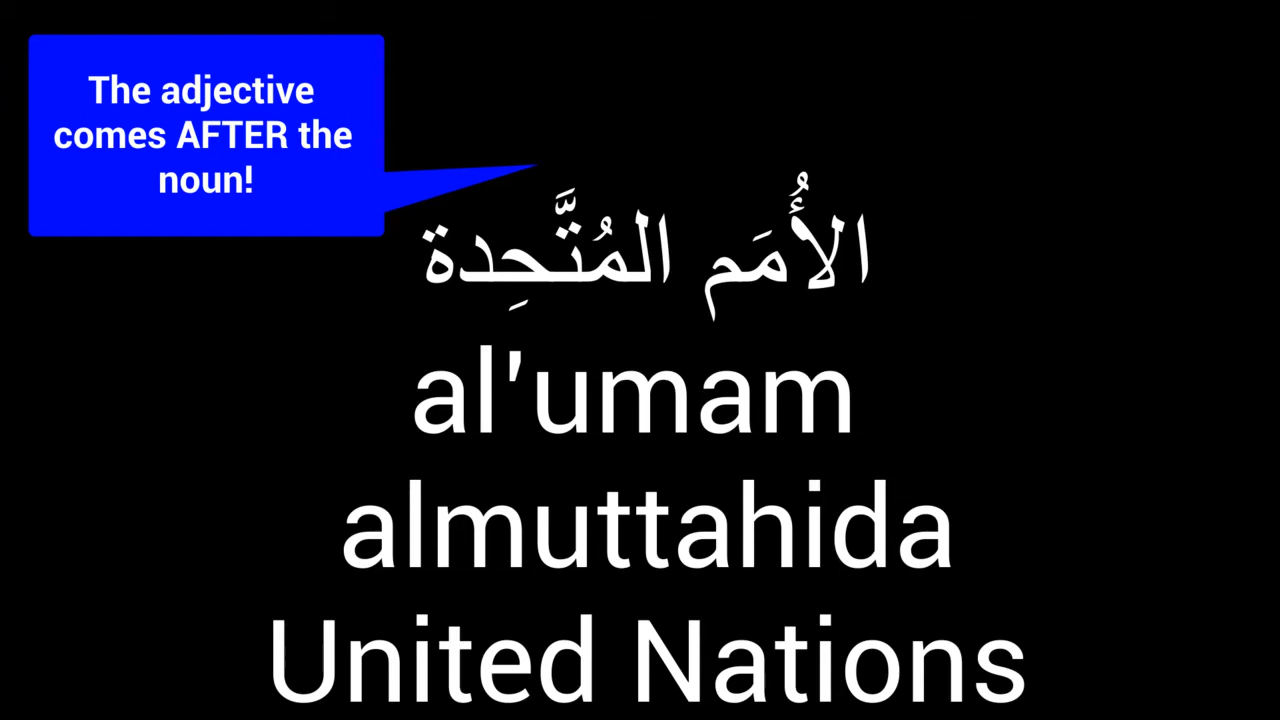 The adjective
comes AFTER the
noun!
الأُمَم المُتَّحِدة
al'umam
almuttahida
United Nations